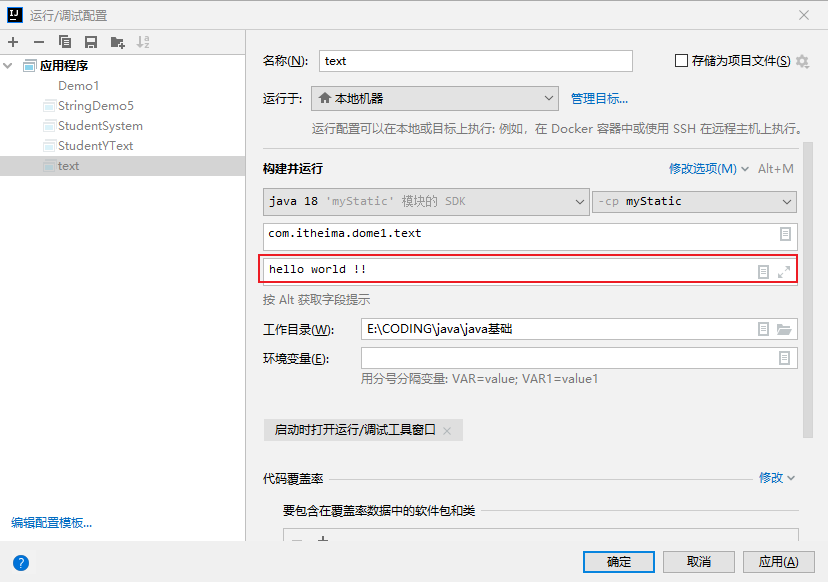 运行/调试配置
应用程序
Demo1
StringDemo5
StudentSystem
StudentYText
text
编辑配置模板...
名称(N): text
存储为项目文件(S)
运行于: 本地机器 管理目标...
运行配置可以在本地或目标上执行: 例如，在 Docker 容器中或使用 SSH 在远程主机上执行。
构建并运行 修改选项(M) Alt+M
java 18 'myStatic' 模块的 SDK -cp myStatic
com.itheima.dome1.text
hello world !!
按 Alt 获取字段提示
工作目录(W): E:\CODING\java\java基础
环境变量(E):
用分号分隔变量: VAR=value; VAR1=value1
启动时打开运行/调试工具窗口
代码覆盖率 修改
要包含在覆盖率数据中的软件包和类
? 确定 取消 应用(A)